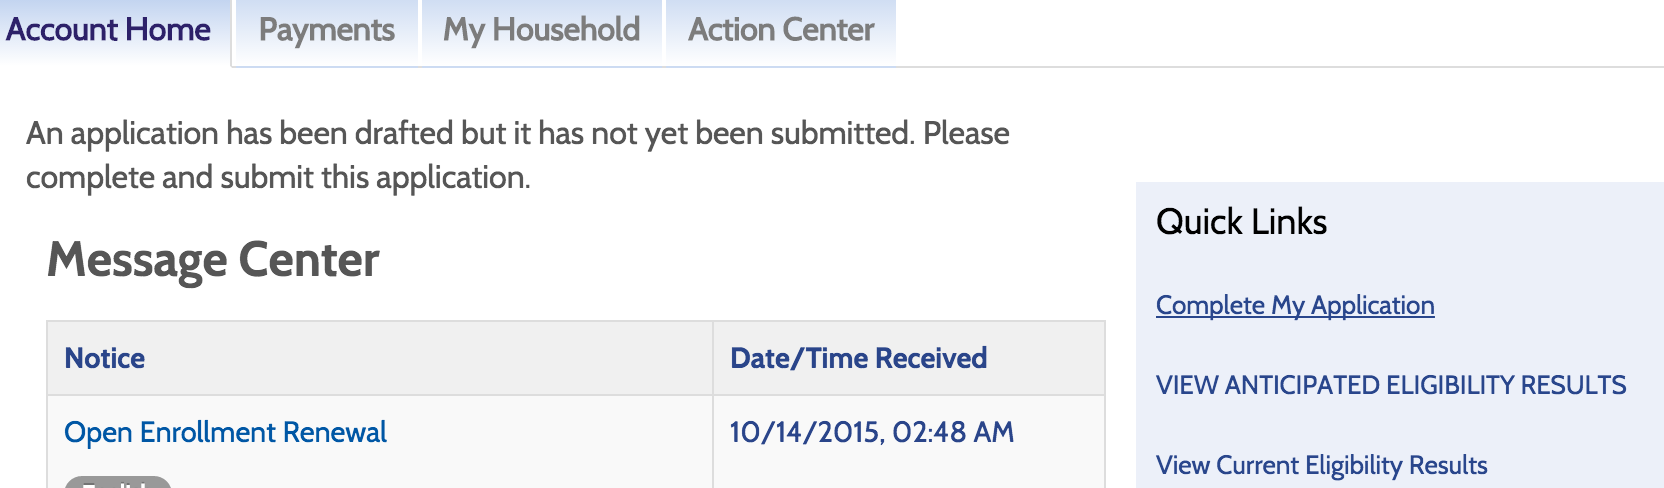 Account Home
Payments
My Household
Action Center
An application has been drafted but it has not yet been submitted. Please
complete and submit this application.
Message Center
Notice
Date/Time Received
Open Enrollment Renewal
10/14/2015, 02:48 AM
Quick Links
Complete My Application
VIEW ANTICIPATED ELIGIBILITY RESULTS
View Current Eligibility Results